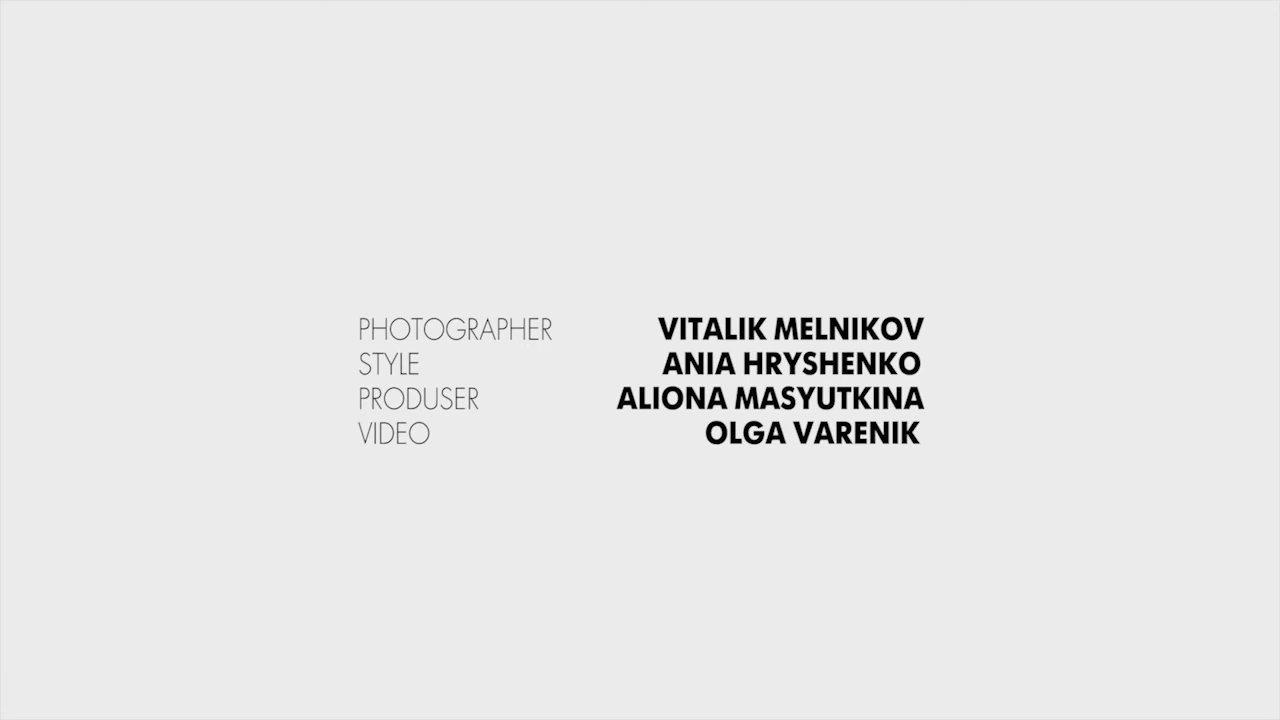 PHOTOGRAPHER VITALIK MELNIKOV
STYLE ANIA HRYSHENKO
PRODUSER ALIONA MASYUTKINA
VIDEO OLGA VARENIK